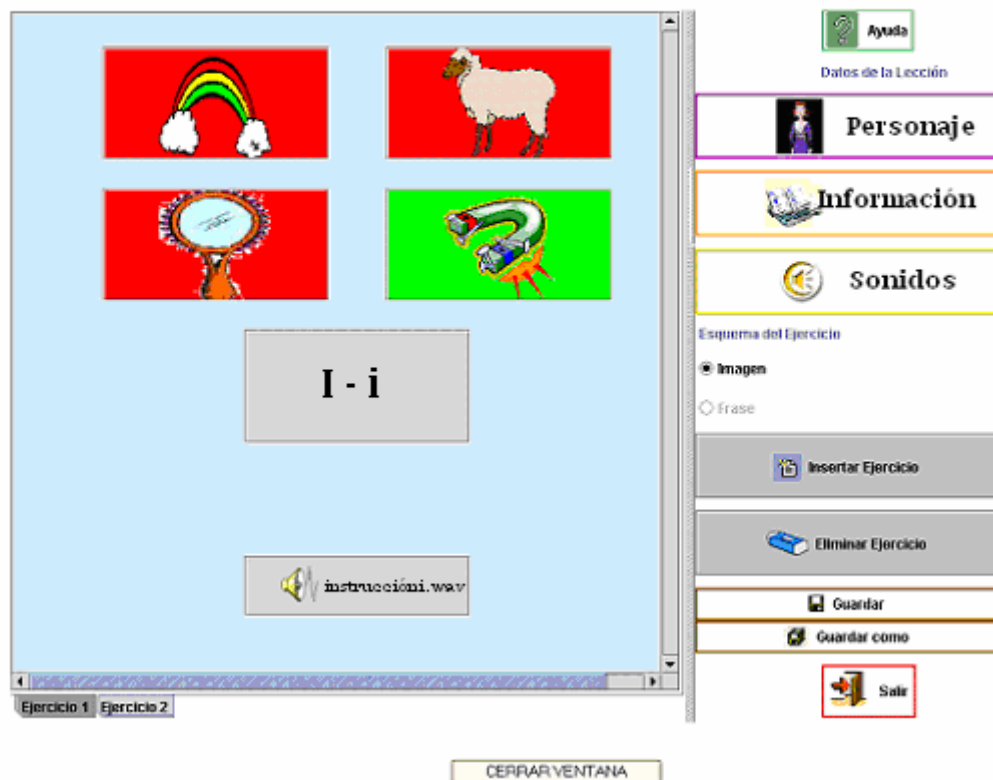 I - i
instruccióni.wav
Ejercicio 1
Ejercicio 2
Ayuda
Datos de la Lección
Personaje
Información
Sonidos
Esquema del Ejercicio
Imagen
Frase
Insertar Ejercicio
Eliminar Ejercicio
Guardar
Guardar como
Salir
CERRAR VENTANA